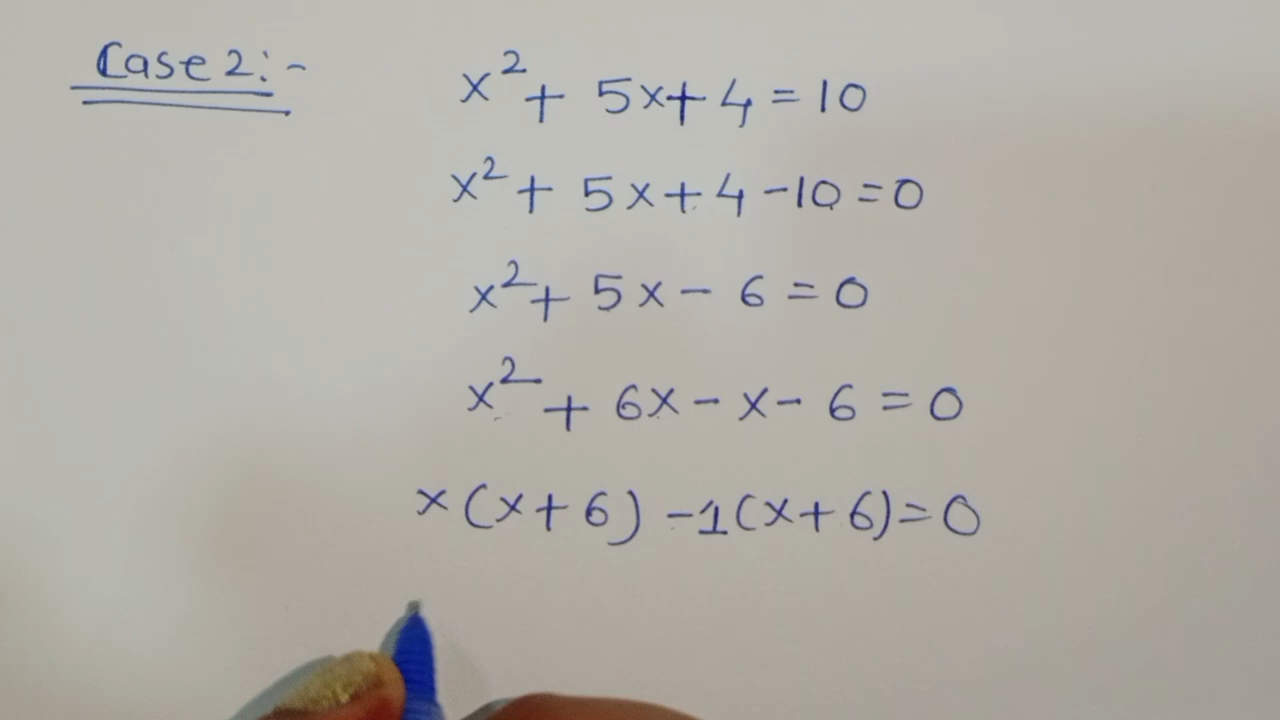 Case 2:-
x² + 5x + 4 = 10
x² + 5x + 4 - 10 = 0
x² + 5x - 6 = 0
x² + 6x - x - 6 = 0
x(x + 6) - 1(x + 6) = 0